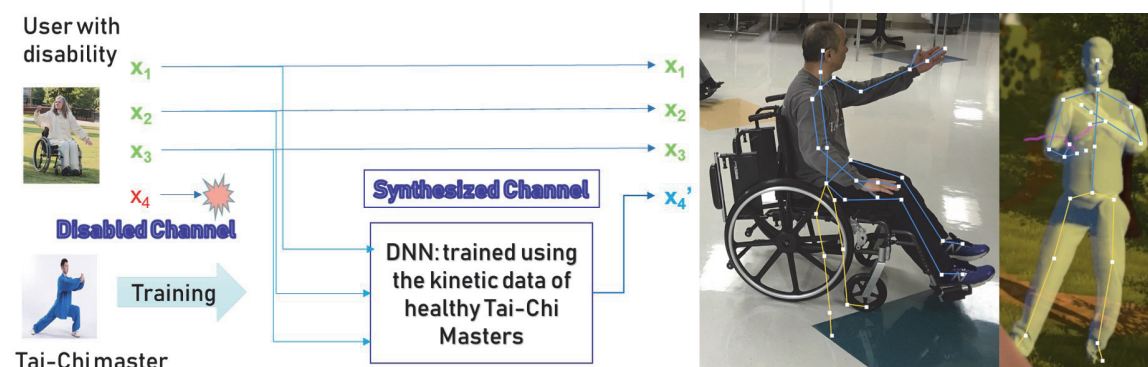 User with
disability
x1
x1
x2
x2
x3
x3
Synthesized Channel
x4
x4'
Disabled Channel
DNN: trained using
the kinetic data of
healthy Tai-Chi
Masters
Training
Tai-Chi master